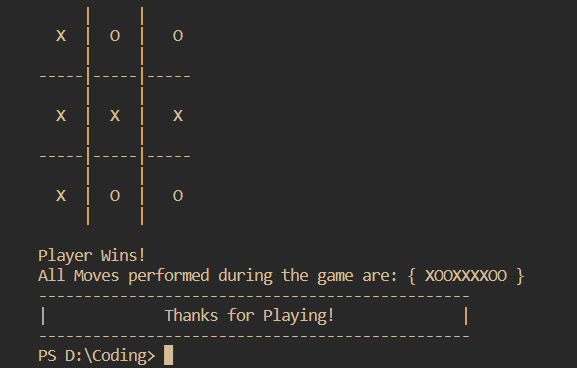 |     |
  X  |  O  |   O
     |     |
-----|-----|-----
     |     |
  X  |  X  |   X
     |     |
-----|-----|-----
     |     |
  X  |  O  |   O
     |     |
Player Wins!
All Moves performed during the game are: { XOOXXXXOO }
------------------------------------------------
|             Thanks for Playing!              |
------------------------------------------------
PS D:\Coding>